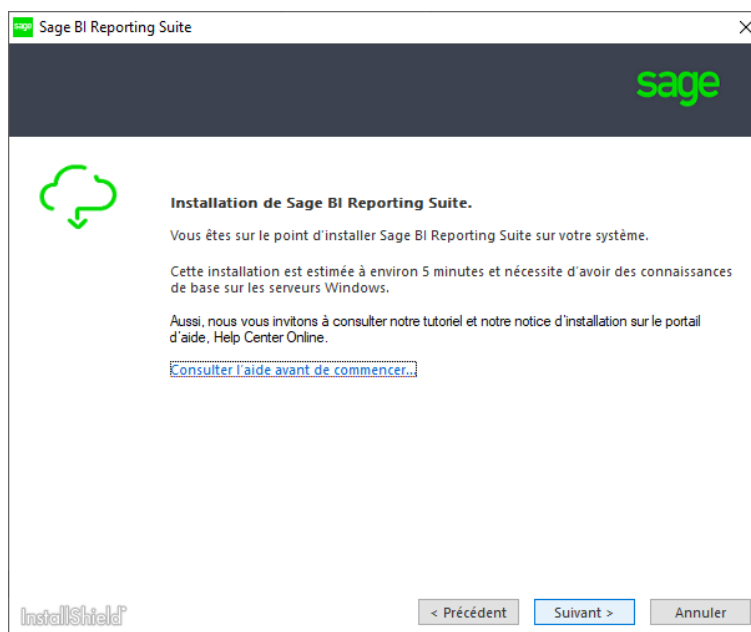 sage Sage BI Reporting Suite
sage
Installation de Sage BI Reporting Suite.
Vous êtes sur le point d'installer Sage BI Reporting Suite sur votre système.
Cette installation est estimée à environ 5 minutes et nécessite d'avoir des connaissances
de base sur les serveurs Windows.
Aussi, nous vous invitons à consulter notre tutoriel et notre notice d'installation sur le portail
d'aide, Help Center Online.
Consulter l'aide avant de commencer...
InstallShield
< Précédent
Suivant >
Annuler